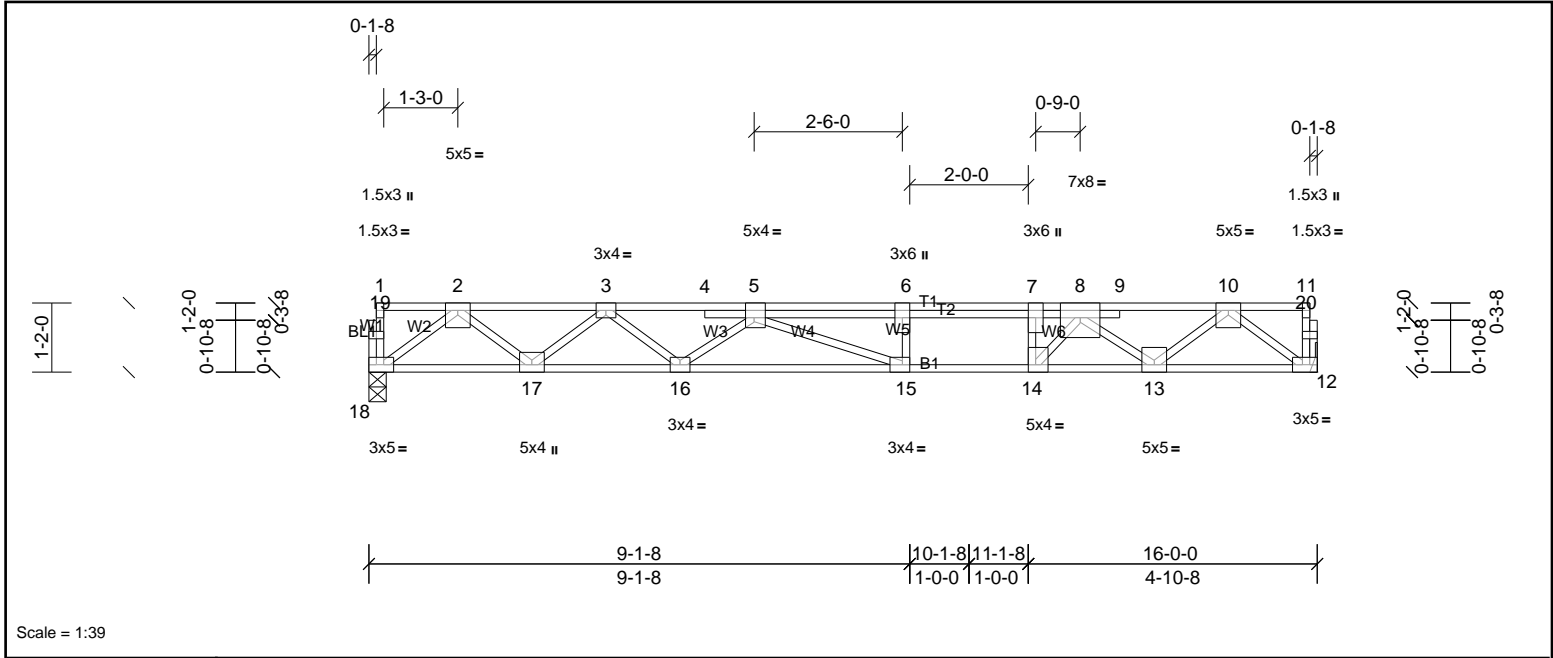 0-1-8
1-3-0
0-9-0
2-6-0
0-1-8
5x5 =
2-0-0
7x8 =
1.5x3 II
1.5x3 II
1.5x3 =
5x4 =
3x6 II
5x5 =
1.5x3 =
3x4 =
3x6 II
1 2 3 4 5 6 7 8 9 10 11
19 T1 20
T2
W1 W2 W3 W4 W5 W6
BL1
B1
1-2-0
1-2-0
0-10-8
0-10-8
0-3-8
1-2-0
0-10-8
0-10-8
0-3-8
17 16 15 14 13 12
18
3x4 =
5x4 =
3x5 =
3x5 =
5x4 II
3x4 =
5x5 =
9-1-8 10-1-8 11-1-8 16-0-0
9-1-8 1-0-0 1-0-0 4-10-8
Scale = 1:39